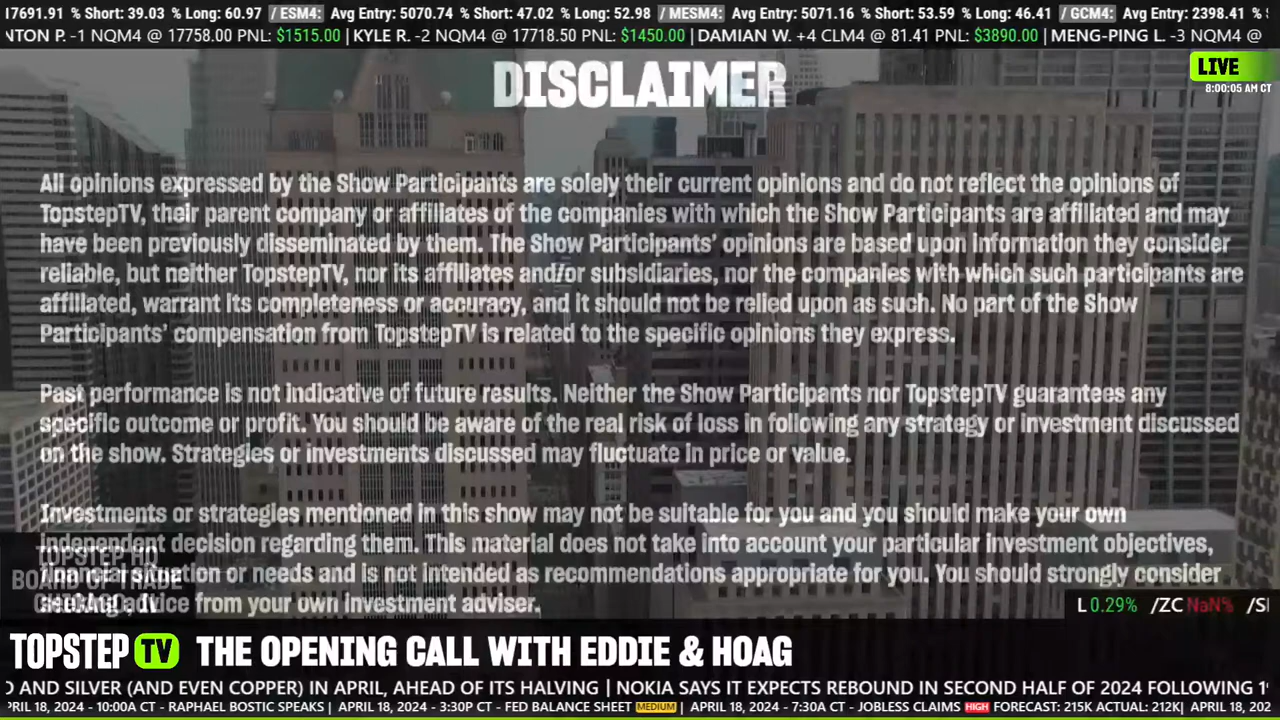 17691.91 % Short: 39.03 % Long: 60.97 /ESM4: Avg Entry: 5070.74 % Short: 47.02 % Long: 52.98 /MESM4: Avg Entry: 5071.16 % Short: 53.59 % Long: 46.41 /GCM4: Avg Entry: 2398.41 %
NTON P. -1 NQM4 @ 17758.00 PNL: $1515.00 | KYLE R. -2 NQM4 @ 17718.50 PNL: $1450.00 | DAMIAN W. +4 CLM4 @ 81.41 PNL: $3890.00 | MENG-PING L. -3 NQM4 @
DISCLAIMER
LIVE
8:00:05 AM CT
All opinions expressed by the Show Participants are solely their current opinions and do not reflect the opinions of
TopstepTV, their parent company or affiliates of the companies with which the Show Participants are affiliated and may
have been previously disseminated by them. The Show Participants' opinions are based upon information they consider
reliable, but neither TopstepTV, nor its affiliates and/or subsidiaries, nor the companies with which such participants are
affiliated, warrant its completeness or accuracy, and it should not be relied upon as such. No part of the Show
Participants' compensation from TopstepTV is related to the specific opinions they express.
Past performance is not indicative of future results. Neither the Show Participants nor TopstepTV guarantees any
specific outcome or profit. You should be aware of the real risk of loss in following any strategy or investment discussed
on the show. Strategies or investments discussed may fluctuate in price or value.
Investments or strategies mentioned in this show may not be suitable for you and you should make your own
independent decision regarding them. This material does not take into account your particular investment objectives,
or needs and is not intended as recommendations appropriate for you. You should strongly consider
from your own investment adviser.
TOPSTEP HQ
BOARD OF TRADE
CHICAGO, IL
L 0.29% /ZC NaN% /SI
TOPSTEP TV THE OPENING CALL WITH EDDIE & HOAG
AND SILVER (AND EVEN COPPER) IN APRIL, AHEAD OF ITS HALVING | NOKIA SAYS IT EXPECTS REBOUND IN SECOND HALF OF 2024 FOLLOWING
PRIL 18, 2024 - 10:00A CT - RAPHAEL BOSTIC SPEAKS | APRIL 18, 2024 - 3:30P CT - FED BALANCE SHEET MEDIUM | APRIL 18, 2024 - 7:30A CT - JOBLESS CLAIMS HIGH FORECAST: 215K ACTUAL: 212K | APRIL 18, 202